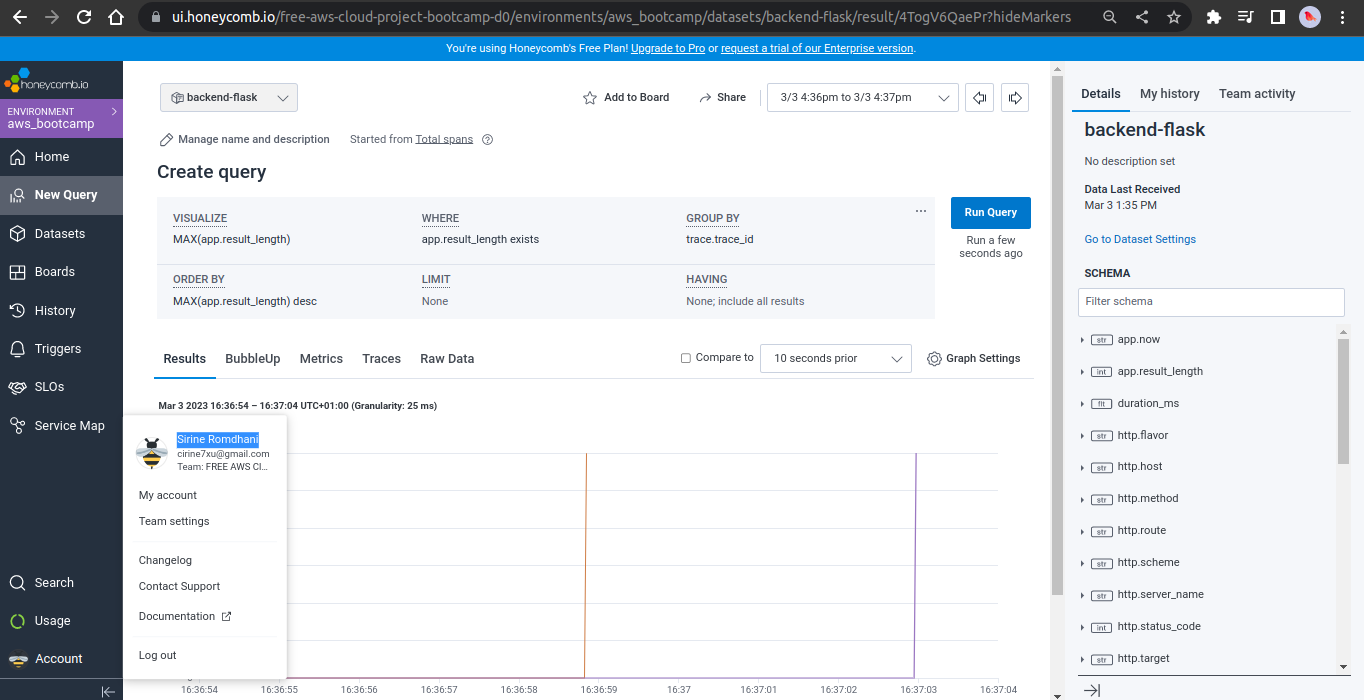 ui.honeycomb.io/free-aws-cloud-project-bootcamp-d0/environments/aws_bootcamp/datasets/backend-flask/result/4TogV6QaePr?hideMarkers
You're using Honeycomb's Free Plan! Upgrade to Pro or request a trial of our Enterprise version.
honeycomb.io
ENVIRONMENT
aws_bootcamp
Home
New Query
Datasets
Boards
History
Triggers
SLOs
Service Map
Search
Usage
Account
Sirine Romdhani
cirine7xu@gmail.com
Team: FREE AWS Cl...
My account
Team settings
Changelog
Contact Support
Documentation
Log out
backend-flask
Add to Board
Share
3/3 4:36pm to 3/3 4:37pm
Manage name and description
Started from Total spans
Create query
VISUALIZE
MAX(app.result_length)
WHERE
app.result_length exists
GROUP BY
trace.trace_id
ORDER BY
MAX(app.result_length) desc
LIMIT
None
HAVING
None; include all results
Run Query
Run a few
seconds ago
Results
BubbleUp
Metrics
Traces
Raw Data
Compare to
10 seconds prior
Graph Settings
Mar 3 2023 16:36:54 – 16:37:04 UTC+01:00 (Granularity: 25 ms)
16:36:54
16:36:55
16:36:56
16:36:57
16:36:58
16:36:59
16:37
16:37:01
16:37:02
16:37:03
16:37:04
Details
My history
Team activity
backend-flask
No description set
Data Last Received
Mar 3 1:35 PM
Go to Dataset Settings
SCHEMA
Filter schema
str app.now
int app.result_length
flt duration_ms
str http.flavor
str http.host
str http.method
str http.route
str http.scheme
str http.server_name
int http.status_code
str http.target